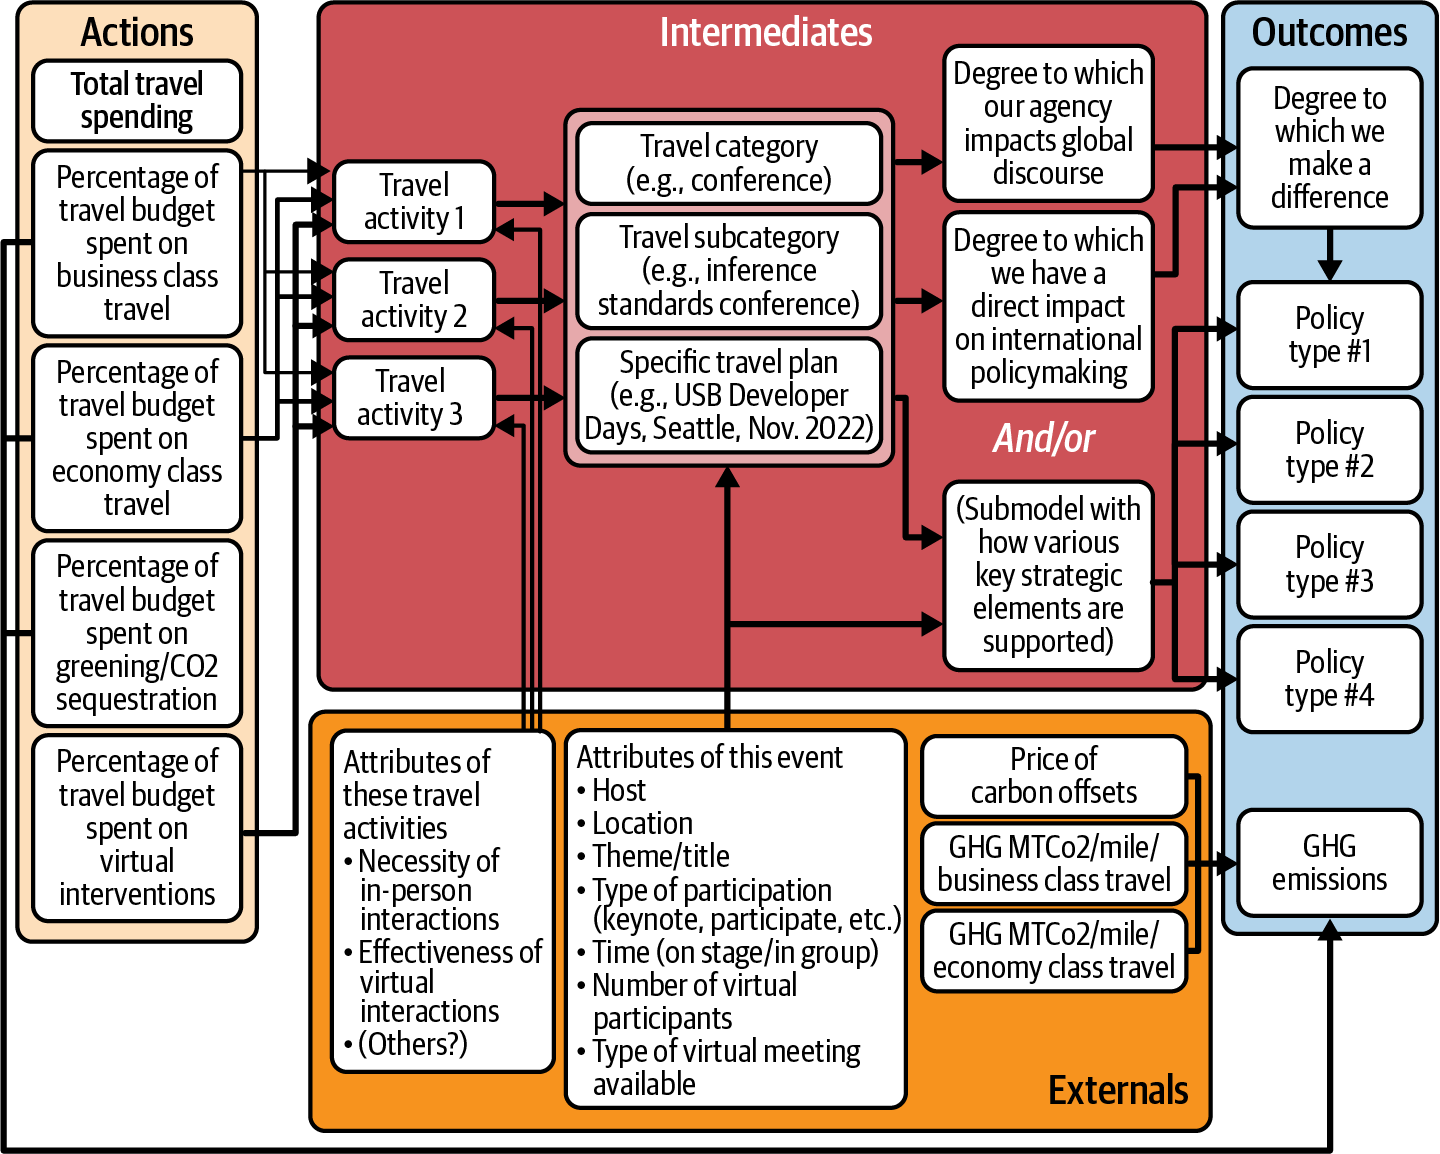 Actions
Total travel
spending
Percentage of
travel budget
spent on
business class
travel
Percentage of
travel budget
spent on
economy class
travel
Percentage of
travel budget
spent on
greening/CO2
sequestration
Percentage of
travel budget
spent on
virtual
interventions
Intermediates
Travel
activity 1
Travel
activity 2
Travel
activity 3
Travel category
(e.g., conference)
Travel subcategory
(e.g., inference
standards conference)
Specific travel plan
(e.g., USB Developer
Days, Seattle, Nov. 2022)
Degree to which
our agency
impacts global
discourse
Degree to which
we have a
direct impact
on international
policymaking
And/or
(Submodel with
how various
key strategic
elements are
supported)
Outcomes
Degree to
which we
make a
difference
Policy
type #1
Policy
type #2
Policy
type #3
Policy
type #4
GHG
emissions
Attributes of
these travel
activities
• Necessity of
in-person
interactions
• Effectiveness of
virtual
interactions
• (Others?)
Attributes of this event
• Host
• Location
• Theme/title
• Type of participation
(keynote, participate, etc.)
• Time (on stage/in group)
• Number of virtual
participants
• Type of virtual meeting
available
Price of
carbon offsets
GHG MTCo2/mile/
business class travel
GHG MTCo2/mile/
economy class travel
Externals